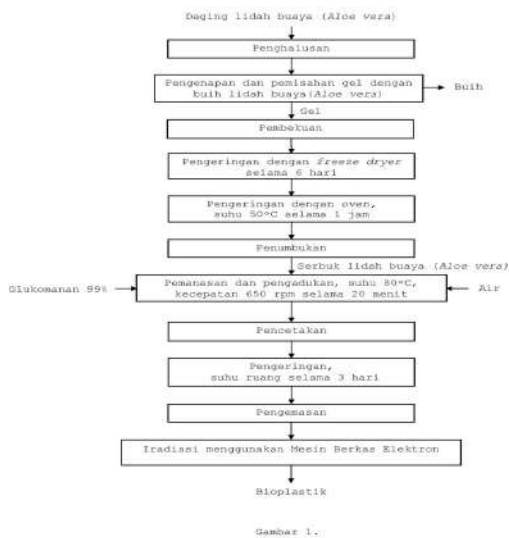 Daging lidah buaya (Aloe vera)
Penghalusan
Pengenapan dan pemisahan gel dengan
buih lidah buaya(Aloe vera)
Buih
Gel
Pembekuan
Pengeringan dengan freeze dryer
selama 6 hari
Pengeringan dengan oven,
suhu 50°C selama 1 jam
Penumbukan
Serbuk lidah buaya (Aloe vera)
Glukomanan 99%
Pemanasan dan pengadukan, suhu 80°C,
kecepatan 650 rpm selama 20 menit
Air
Pencetakan
Pengeringan,
suhu ruang selama 3 hari
Pengemasan
Iradiasi menggunakan Mesin Berkas Elektron
Bioplastik
Gambar 1.